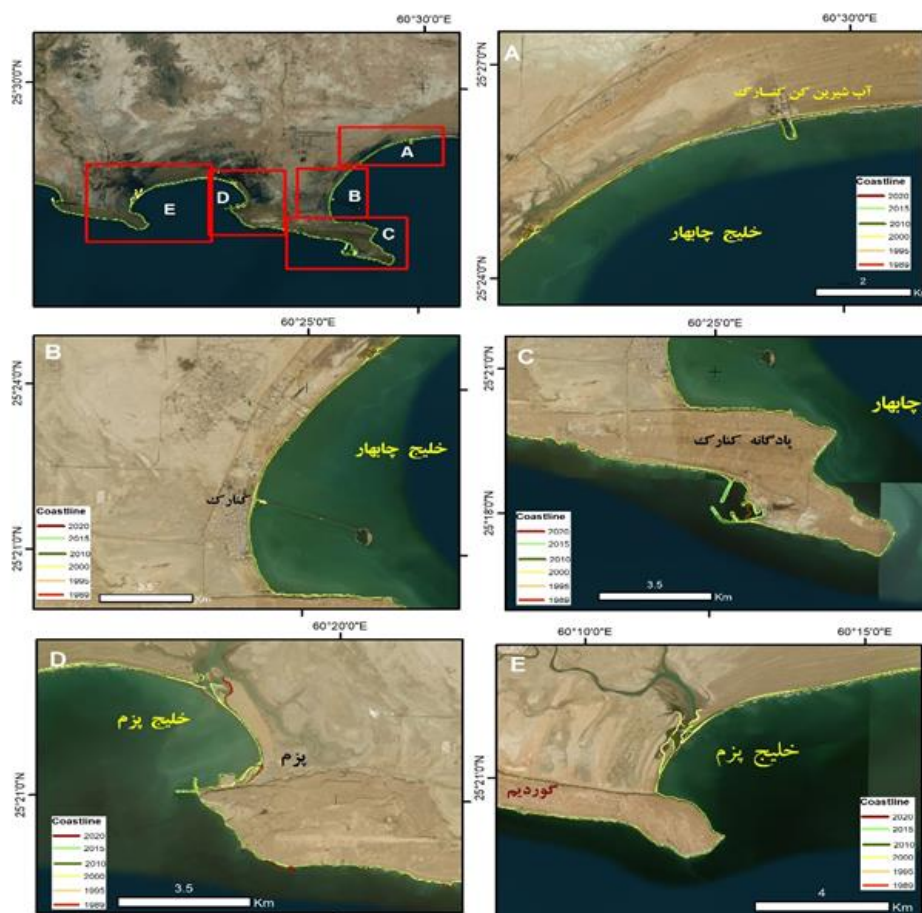 60°30'0"E
25°30'0"N
A
B
C
D
E
60°30'0"E
25°27'0"N
25°24'0"N
A
آب شیرین کن کنارک
خلیج چابهار
Coastline
2020
2015
2010
2000
1995
1989
2
Km
60°25'0"E
25°24'0"N
25°21'0"N
B
خلیج چابهار
کنارک
Coastline
2020
2015
2010
2000
1995
1989
3.5
Km
60°25'0"E
25°21'0"N
25°18'0"N
C
چابهار
پادگانه کنارک
Coastline
2020
2015
2010
2000
1995
1989
3.5
Km
60°20'0"E
25°21'0"N
D
خلیج پزم
پزم
Coastline
2020
2015
2010
2000
1995
1989
3.5
Km
60°10'0"E
60°15'0"E
25°21'0"N
E
خلیج پزم
گوردیم
Coastline
2020
2015
2010
2000
1995
1989
4
Km